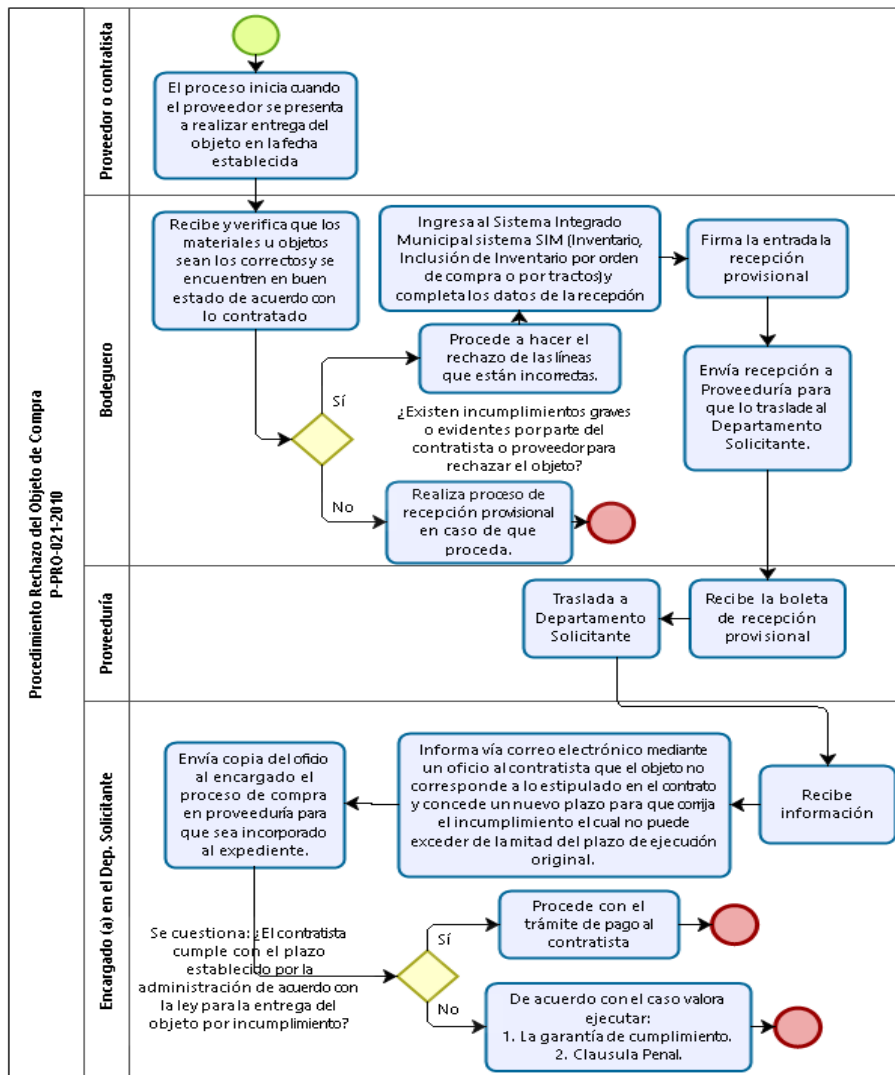 Procedimiento Rechazo del Objeto de Compra
P-PRO-021-2010
Proveedor o contratista
El proceso inicia cuando
el proveedor se presenta
a realizar entrega del
objeto en la fecha
establecida
Bodeguero
Recibe y verifica que los
materiales u objetos
sean los correctos y se
encuentren en buen
estado de acuerdo con
lo contratado
Ingresa al Sistema Integrado
Municipal sistema SIM (Inventario,
Inclusión de Inventario por orden
de compra o por tractos) y
completa los datos de la recepción
Firma la entrada la
recepción
provisional
Procede a hacer el
rechazo de las líneas
que están incorrectas.
Envía recepción a
Proveeduría para
que lo traslade al
Departamento
Solicitante.
Sí
¿Existen incumplimientos graves
o evidentes por parte del
contratista o proveedor para
rechazar el objeto?
No
Realiza proceso de
recepción provisional
en caso de que
proceda.
Proveeduría
Traslada a
Departamento
Solicitante
Recibe la boleta
de recepción
provisional
Encargado (a) en el Dep. Solicitante
Envía copia del oficio
al encargado el
proceso de compra
en proveeduría para
que sea incorporado
al expediente.
Informa vía correo electrónico mediante
un oficio al contratista que el objeto no
corresponde a lo estipulado en el contrato
y concede un nuevo plazo para que corrija
el incumplimiento el cual no puede
exceder de la mitad del plazo de ejecución
original.
Recibe
información
Se cuestiona: ¿El contratista
cumple con el plazo
establecido por la
administración de acuerdo con
la ley para la entrega del
objeto por incumplimiento?
Sí
Procede con el
trámite de pago al
contratista
No
De acuerdo con el caso valora
ejecutar:
1. La garantía de cumplimiento.
2. Clausula Penal.